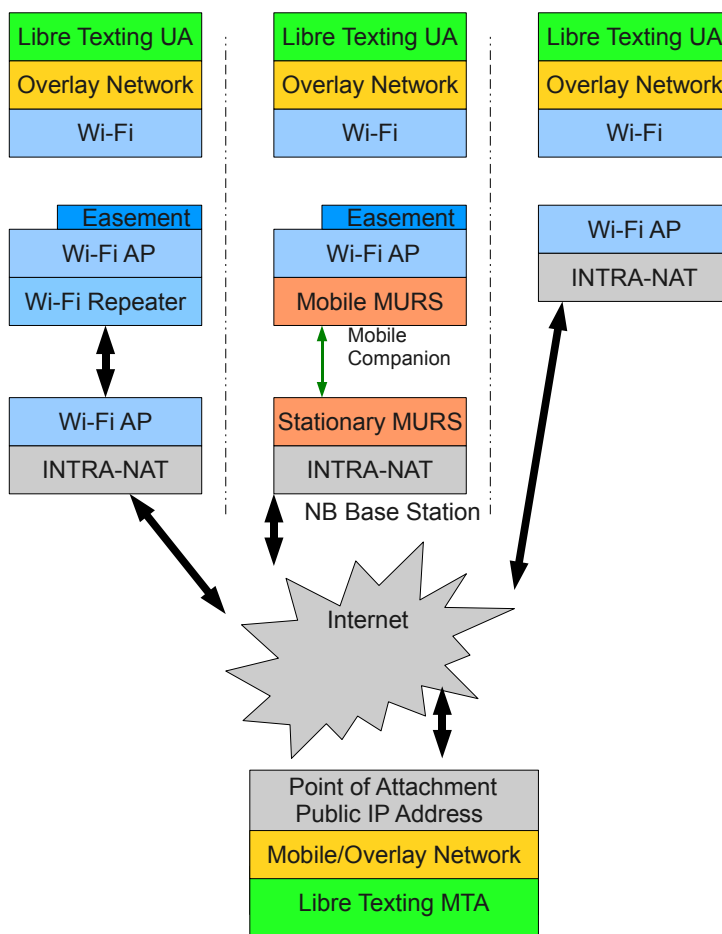 Libre Texting UA
Overlay Network
Wi-Fi
Easement
Wi-Fi AP
Wi-Fi Repeater
Wi-Fi AP
INTRA-NAT
Libre Texting UA
Overlay Network
Wi-Fi
Easement
Wi-Fi AP
Mobile MURS
Mobile
Companion
Stationary MURS
INTRA-NAT
NB Base Station
Libre Texting UA
Overlay Network
Wi-Fi
Wi-Fi AP
INTRA-NAT
Internet
Point of Attachment
Public IP Address
Mobile/Overlay Network
Libre Texting MTA